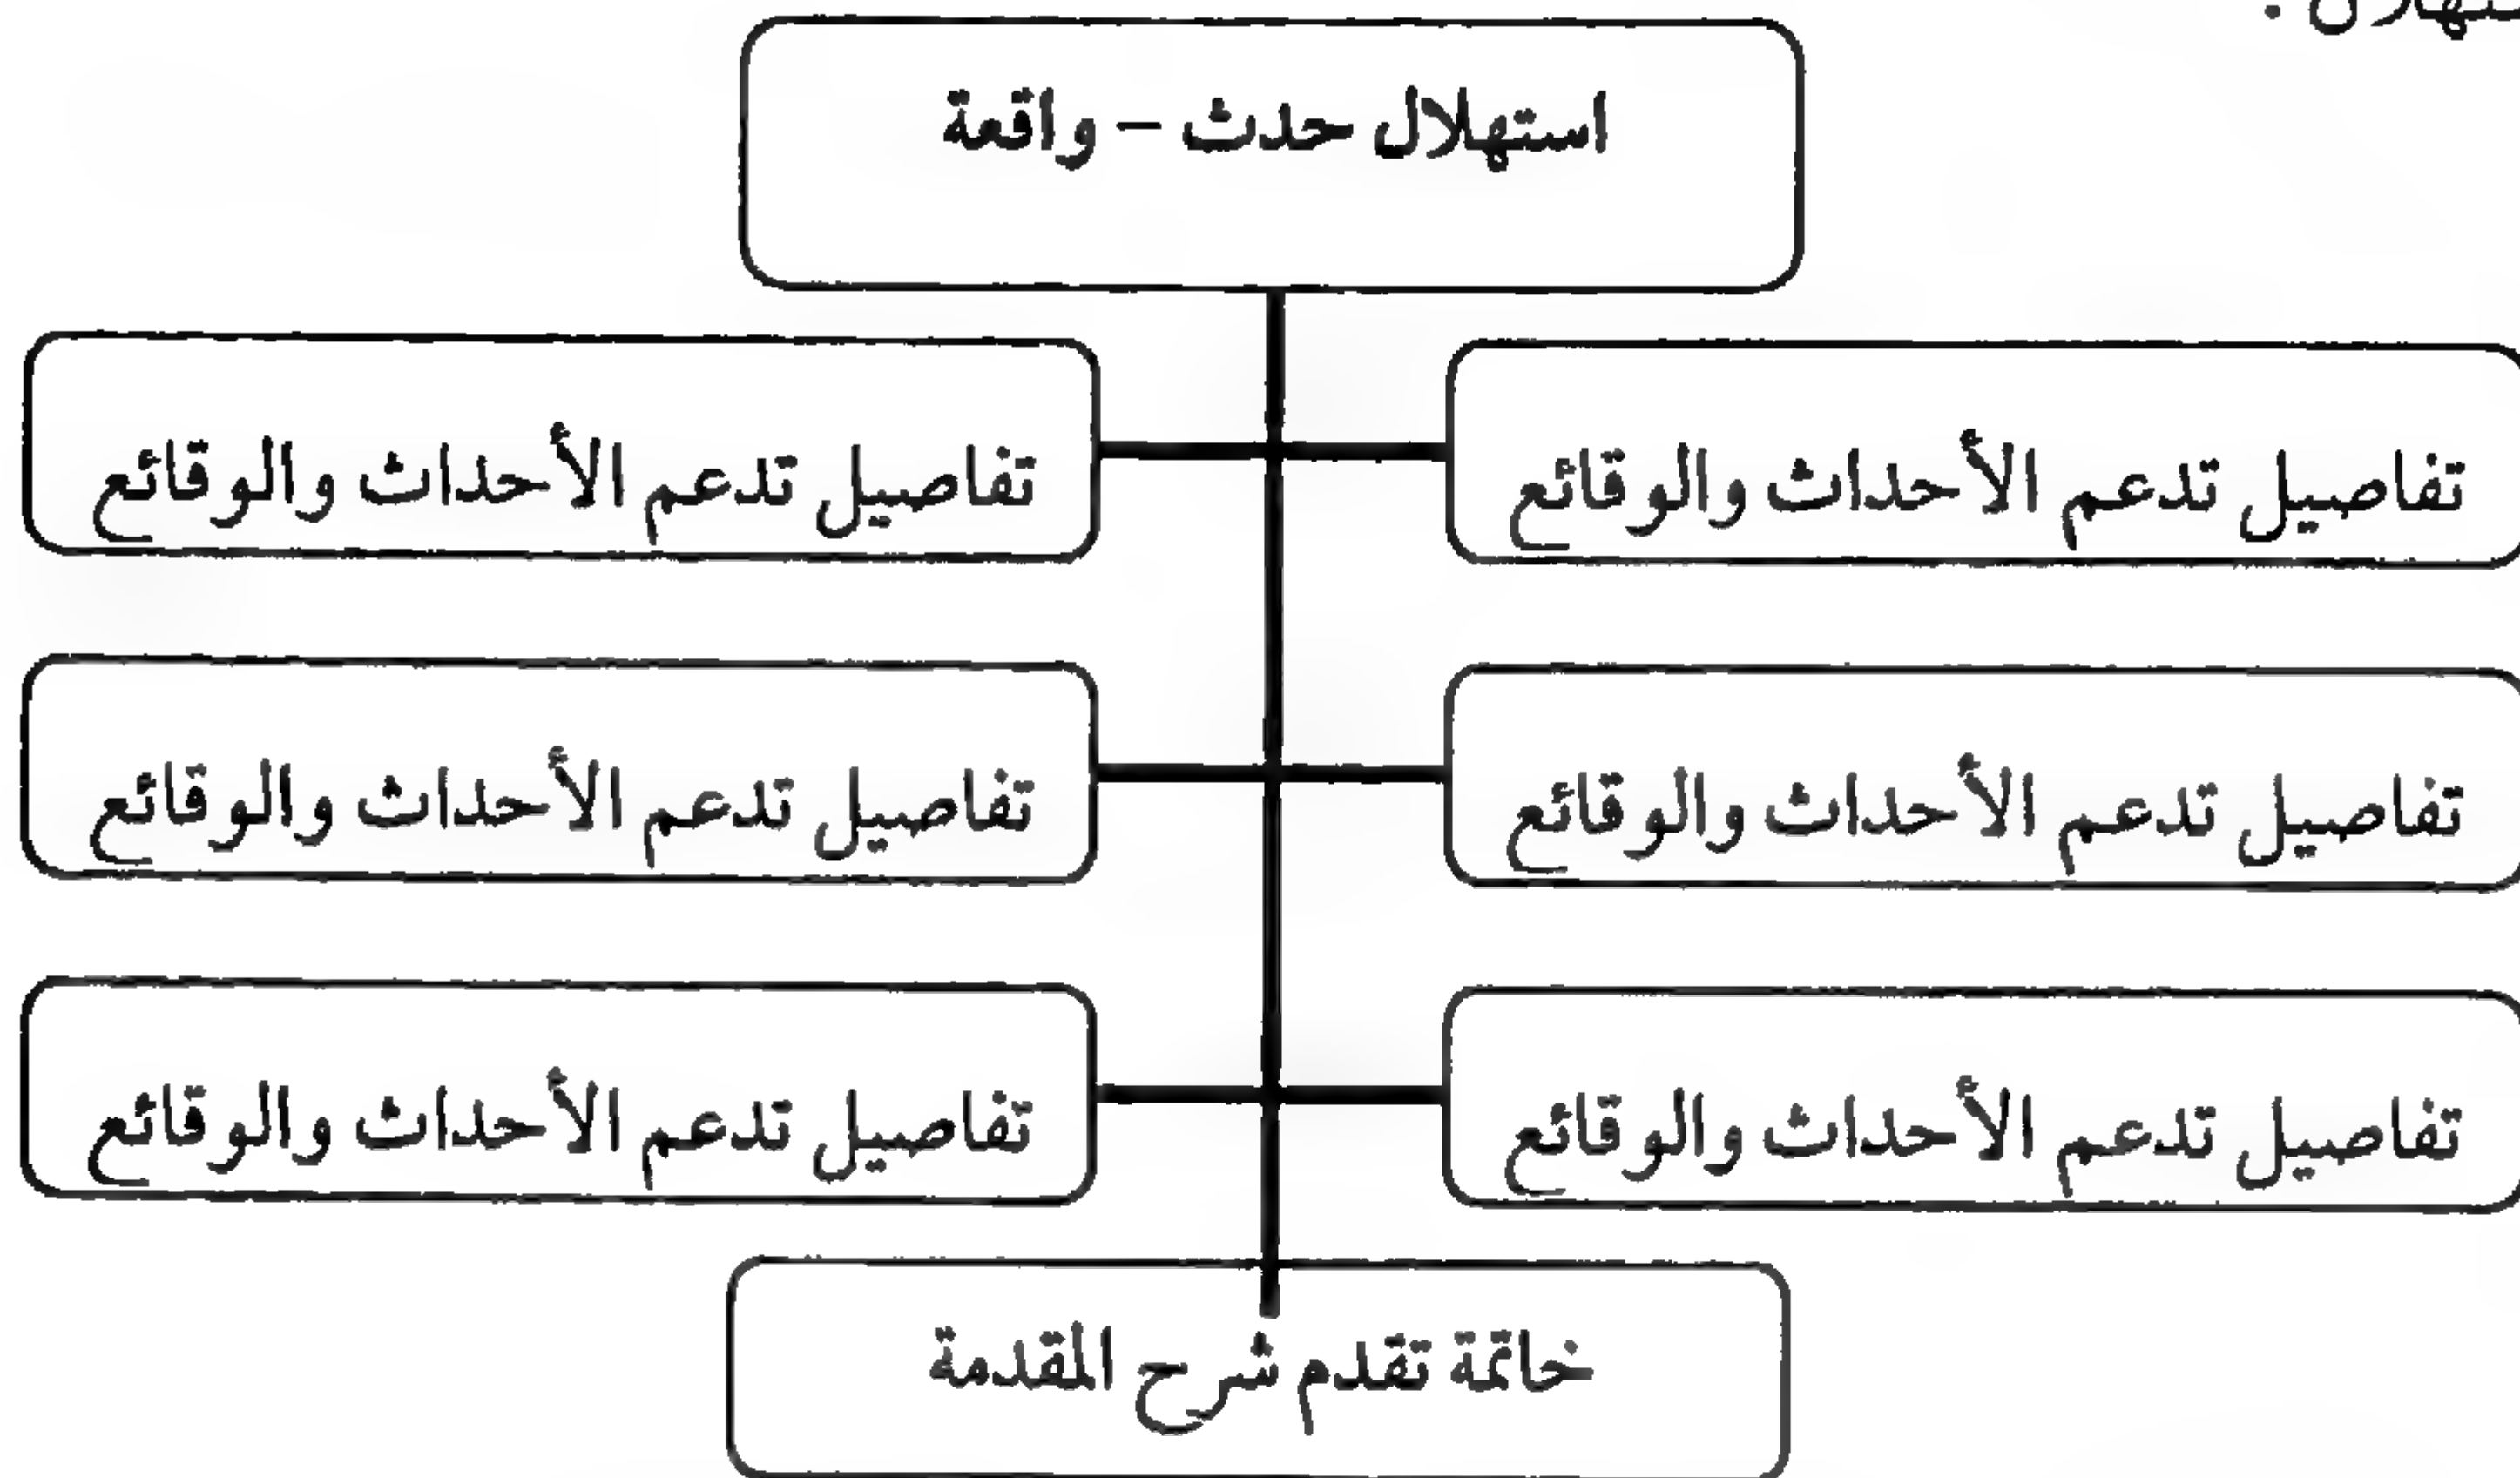 استهلال حدث – واقعة
تفاصيل تدعم الأحداث والوقائع
تفاصيل تدعم الأحداث والوقائع
تفاصيل تدعم الأحداث والوقائع
تفاصيل تدعم الأحداث والوقائع
تفاصيل تدعم الأحداث والوقائع
تفاصيل تدعم الأحداث والوقائع
خاتمة تقدم شرح المقدمة